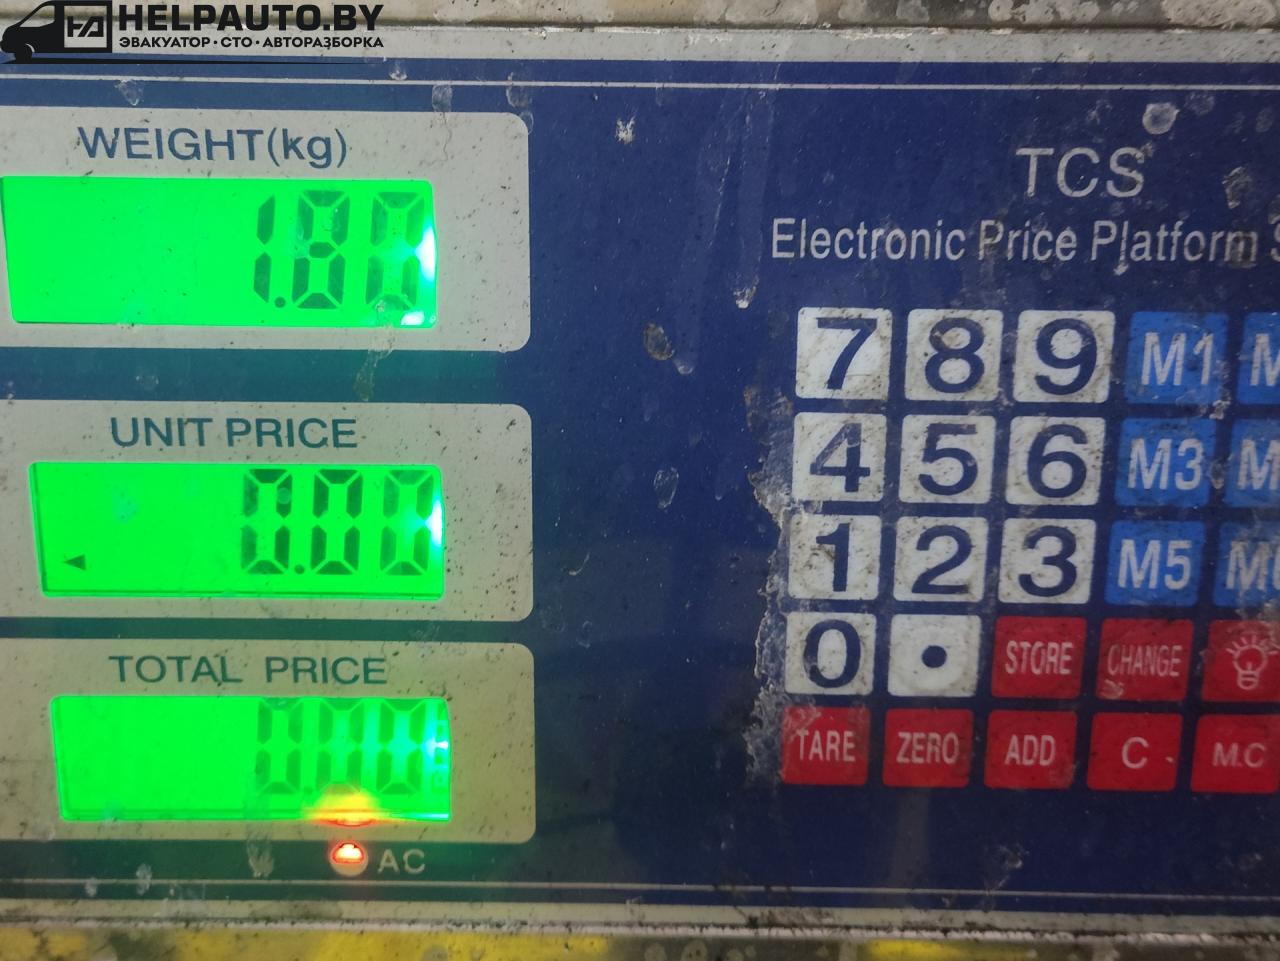 HELPAUTO.BY
ЭВАКУАТОР · СТО · АВТОРАЗБОРКА
WEIGHT(kg)
TCS
Electronic Price Platform
1.8
7 8 9 M1
UNIT PRICE
4 5 6 M3
0.00
1 2 3 M5
0 . STORE CHANGE
TOTAL PRICE
TARE ZERO ADD C M.C
0.00
AC